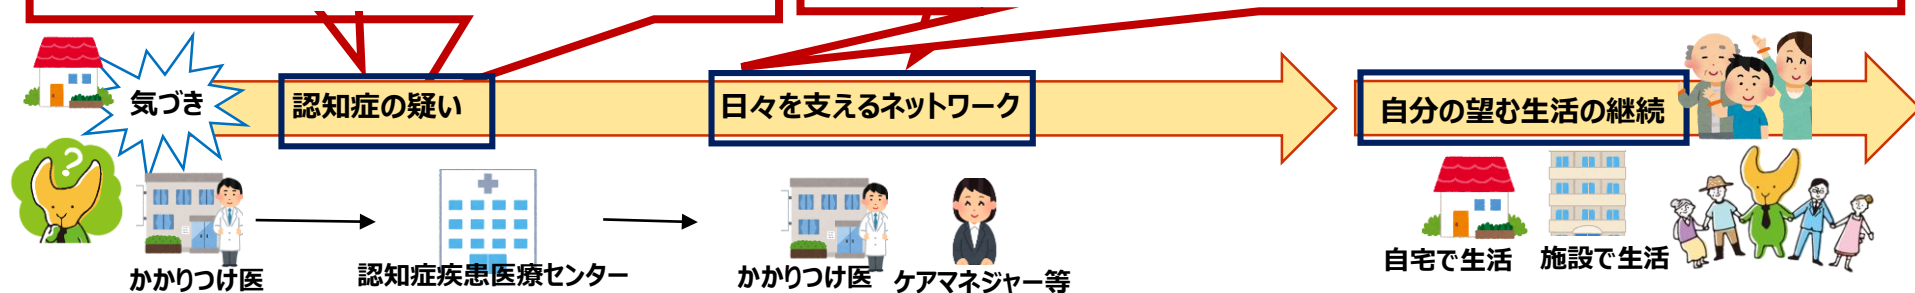 気づき
認知症の疑い
日々を支えるネットワーク
自分の望む生活の継続
?
かかりつけ医
認知症疾患医療センター
かかりつけ医
ケアマネジャー等
自宅で生活
施設で生活